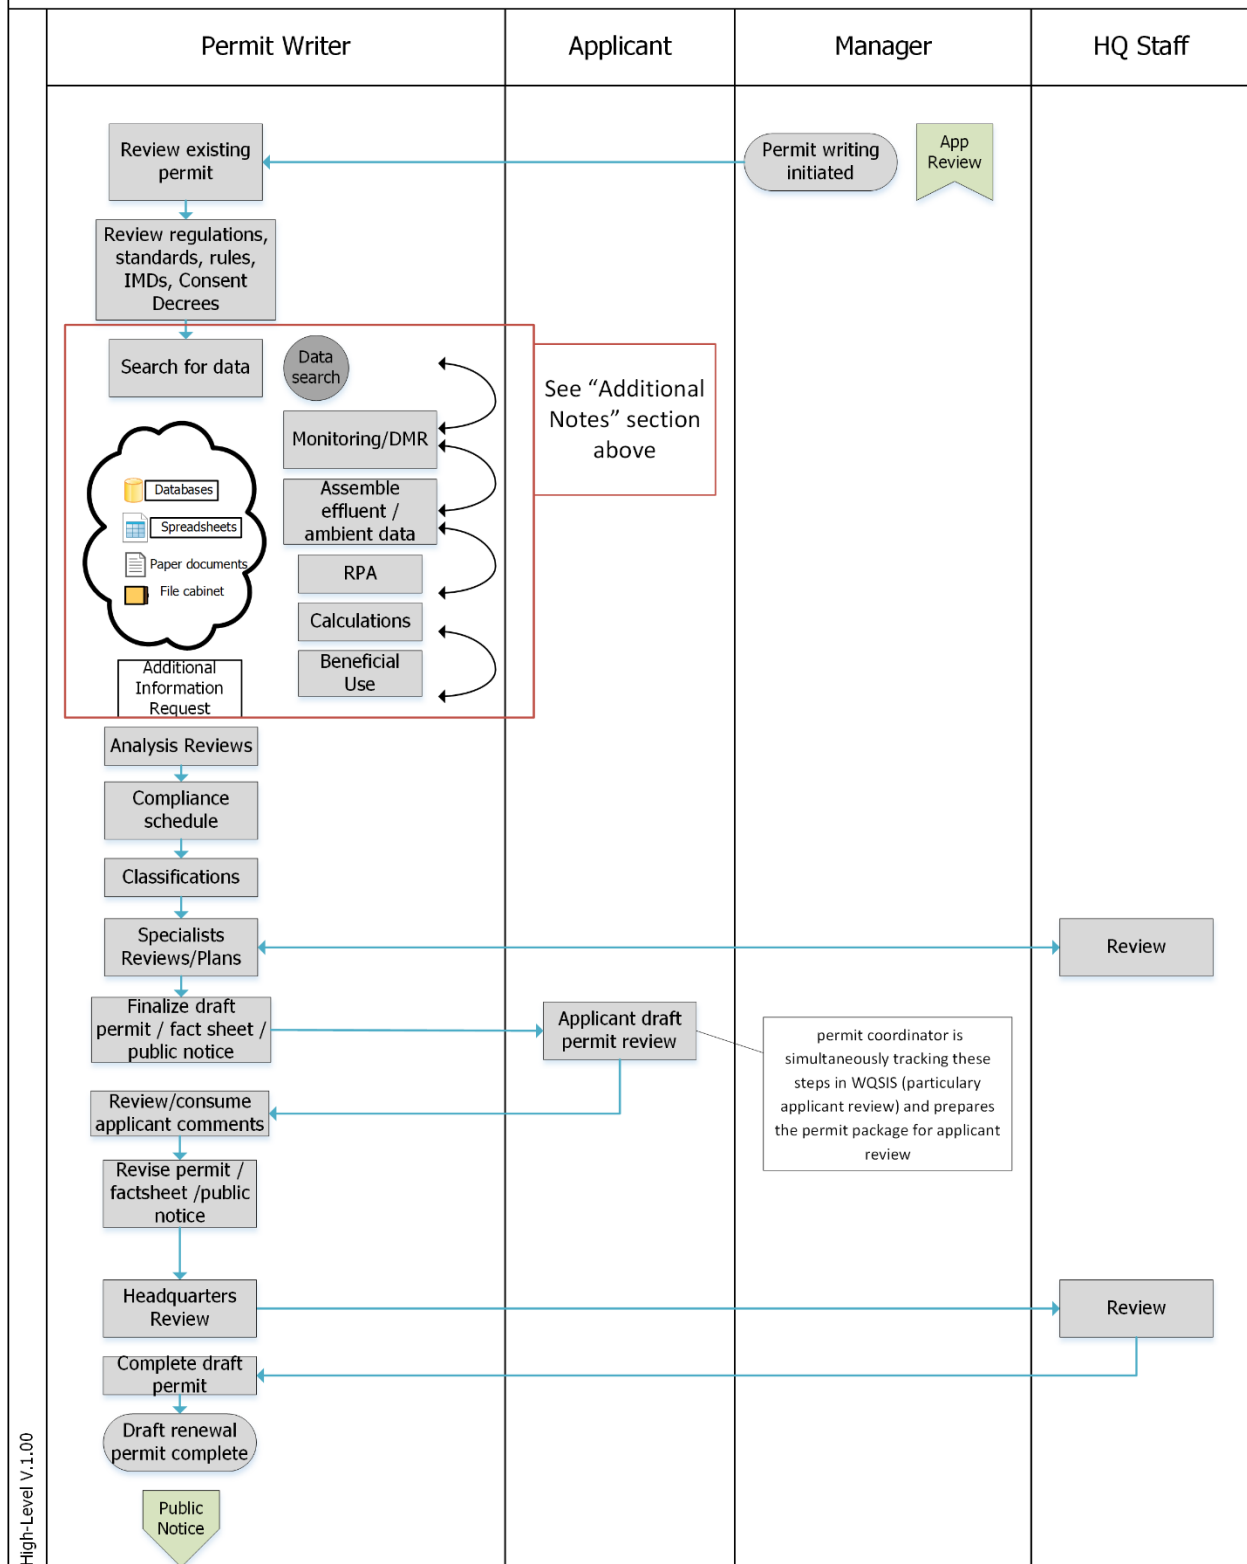 Permit Writer
Applicant
Manager
HQ Staff
Review existing
permit
Permit writing
initiated
App
Review
Review regulations,
standards, rules,
IMDs, Consent
Decrees
Search for data
Data
search
See “Additional
Notes” section
above
Monitoring/DMR
Databases
Assemble
effluent /
ambient data
Spreadsheets
Paper documents
RPA
File cabinet
Calculations
Beneficial
Use
Additional
Information
Request
Analysis Reviews
Compliance
schedule
Classifications
Specialists
Reviews/Plans
Review
Finalize draft
permit / fact sheet /
public notice
Applicant draft
permit review
permit coordinator is
simultaneously tracking these
steps in WQSIS (particulary
applicant review) and prepares
the permit package for applicant
review
Review/consume
applicant comments
Revise permit /
factsheet /public
notice
Headquarters
Review
Review
Complete draft
permit
Draft renewal
permit complete
Public
Notice
High-Level V.1.00